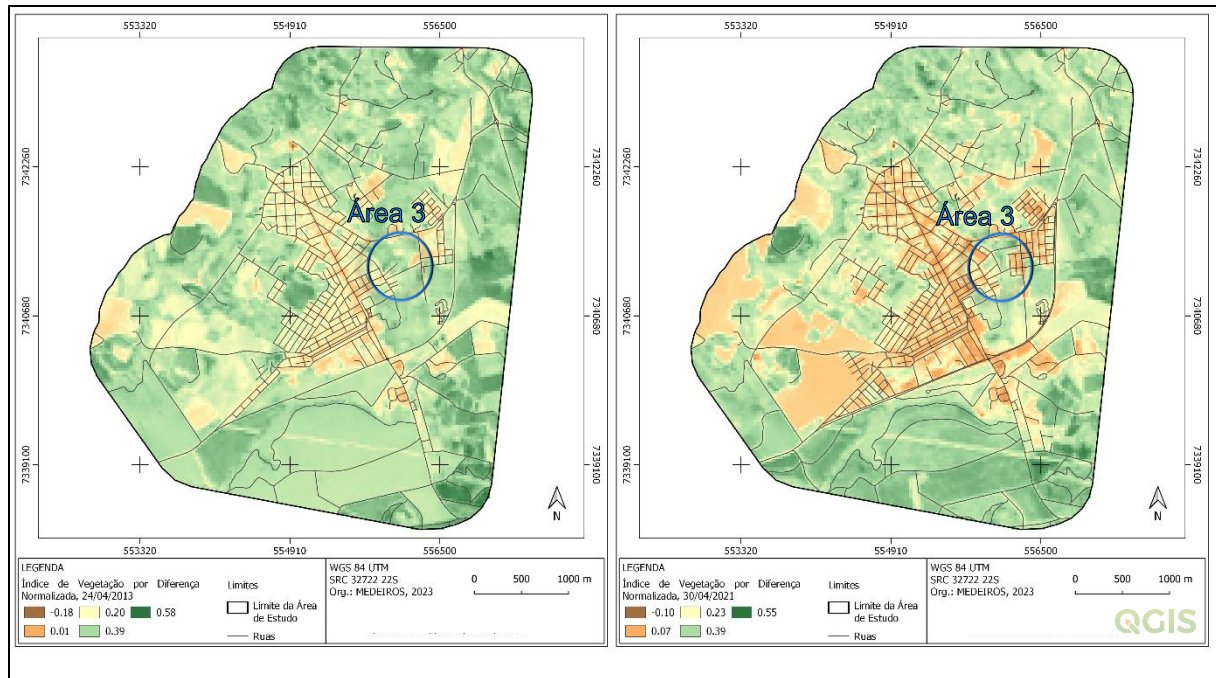 553320 554910 556500
7342260 7342260
Área 3
7340680 7340680
7339100 7339100
N
553320 554910 556500
LEGENDA
Índice de Vegetação por Diferença
Normalizada, 24/04/2013
-0.18 0.20 0.58
0.01 0.39
Limites
Limite da Área
de Estudo
Ruas
WGS 84 UTM
SRC 32722 22S
Org.: MEDEIROS, 2023
0 500 1000 m
553320 554910 556500
7342260 7342260
Área 3
7340680 7340680
7339100 7339100
N
553320 554910 556500
LEGENDA
Índice de Vegetação por Diferença
Normalizada, 30/04/2021
-0.10 0.23 0.55
0.07 0.39
Limites
Limite da Área
de Estudo
Ruas
WGS 84 UTM
SRC 32722 22S
Org.: MEDEIROS, 2023
0 500 1000 m
QGIS